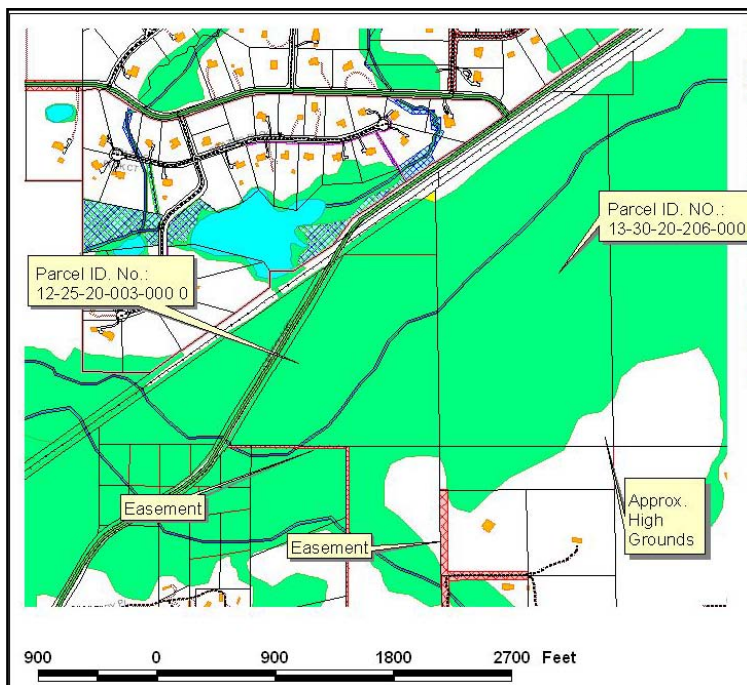 Parcel ID. NO.:
13-30-20-206-000
Parcel ID. No.:
12-25-20-003-000 0
Easement
Easement
Approx.
High
Grounds
900 0 900 1800 2700 Feet